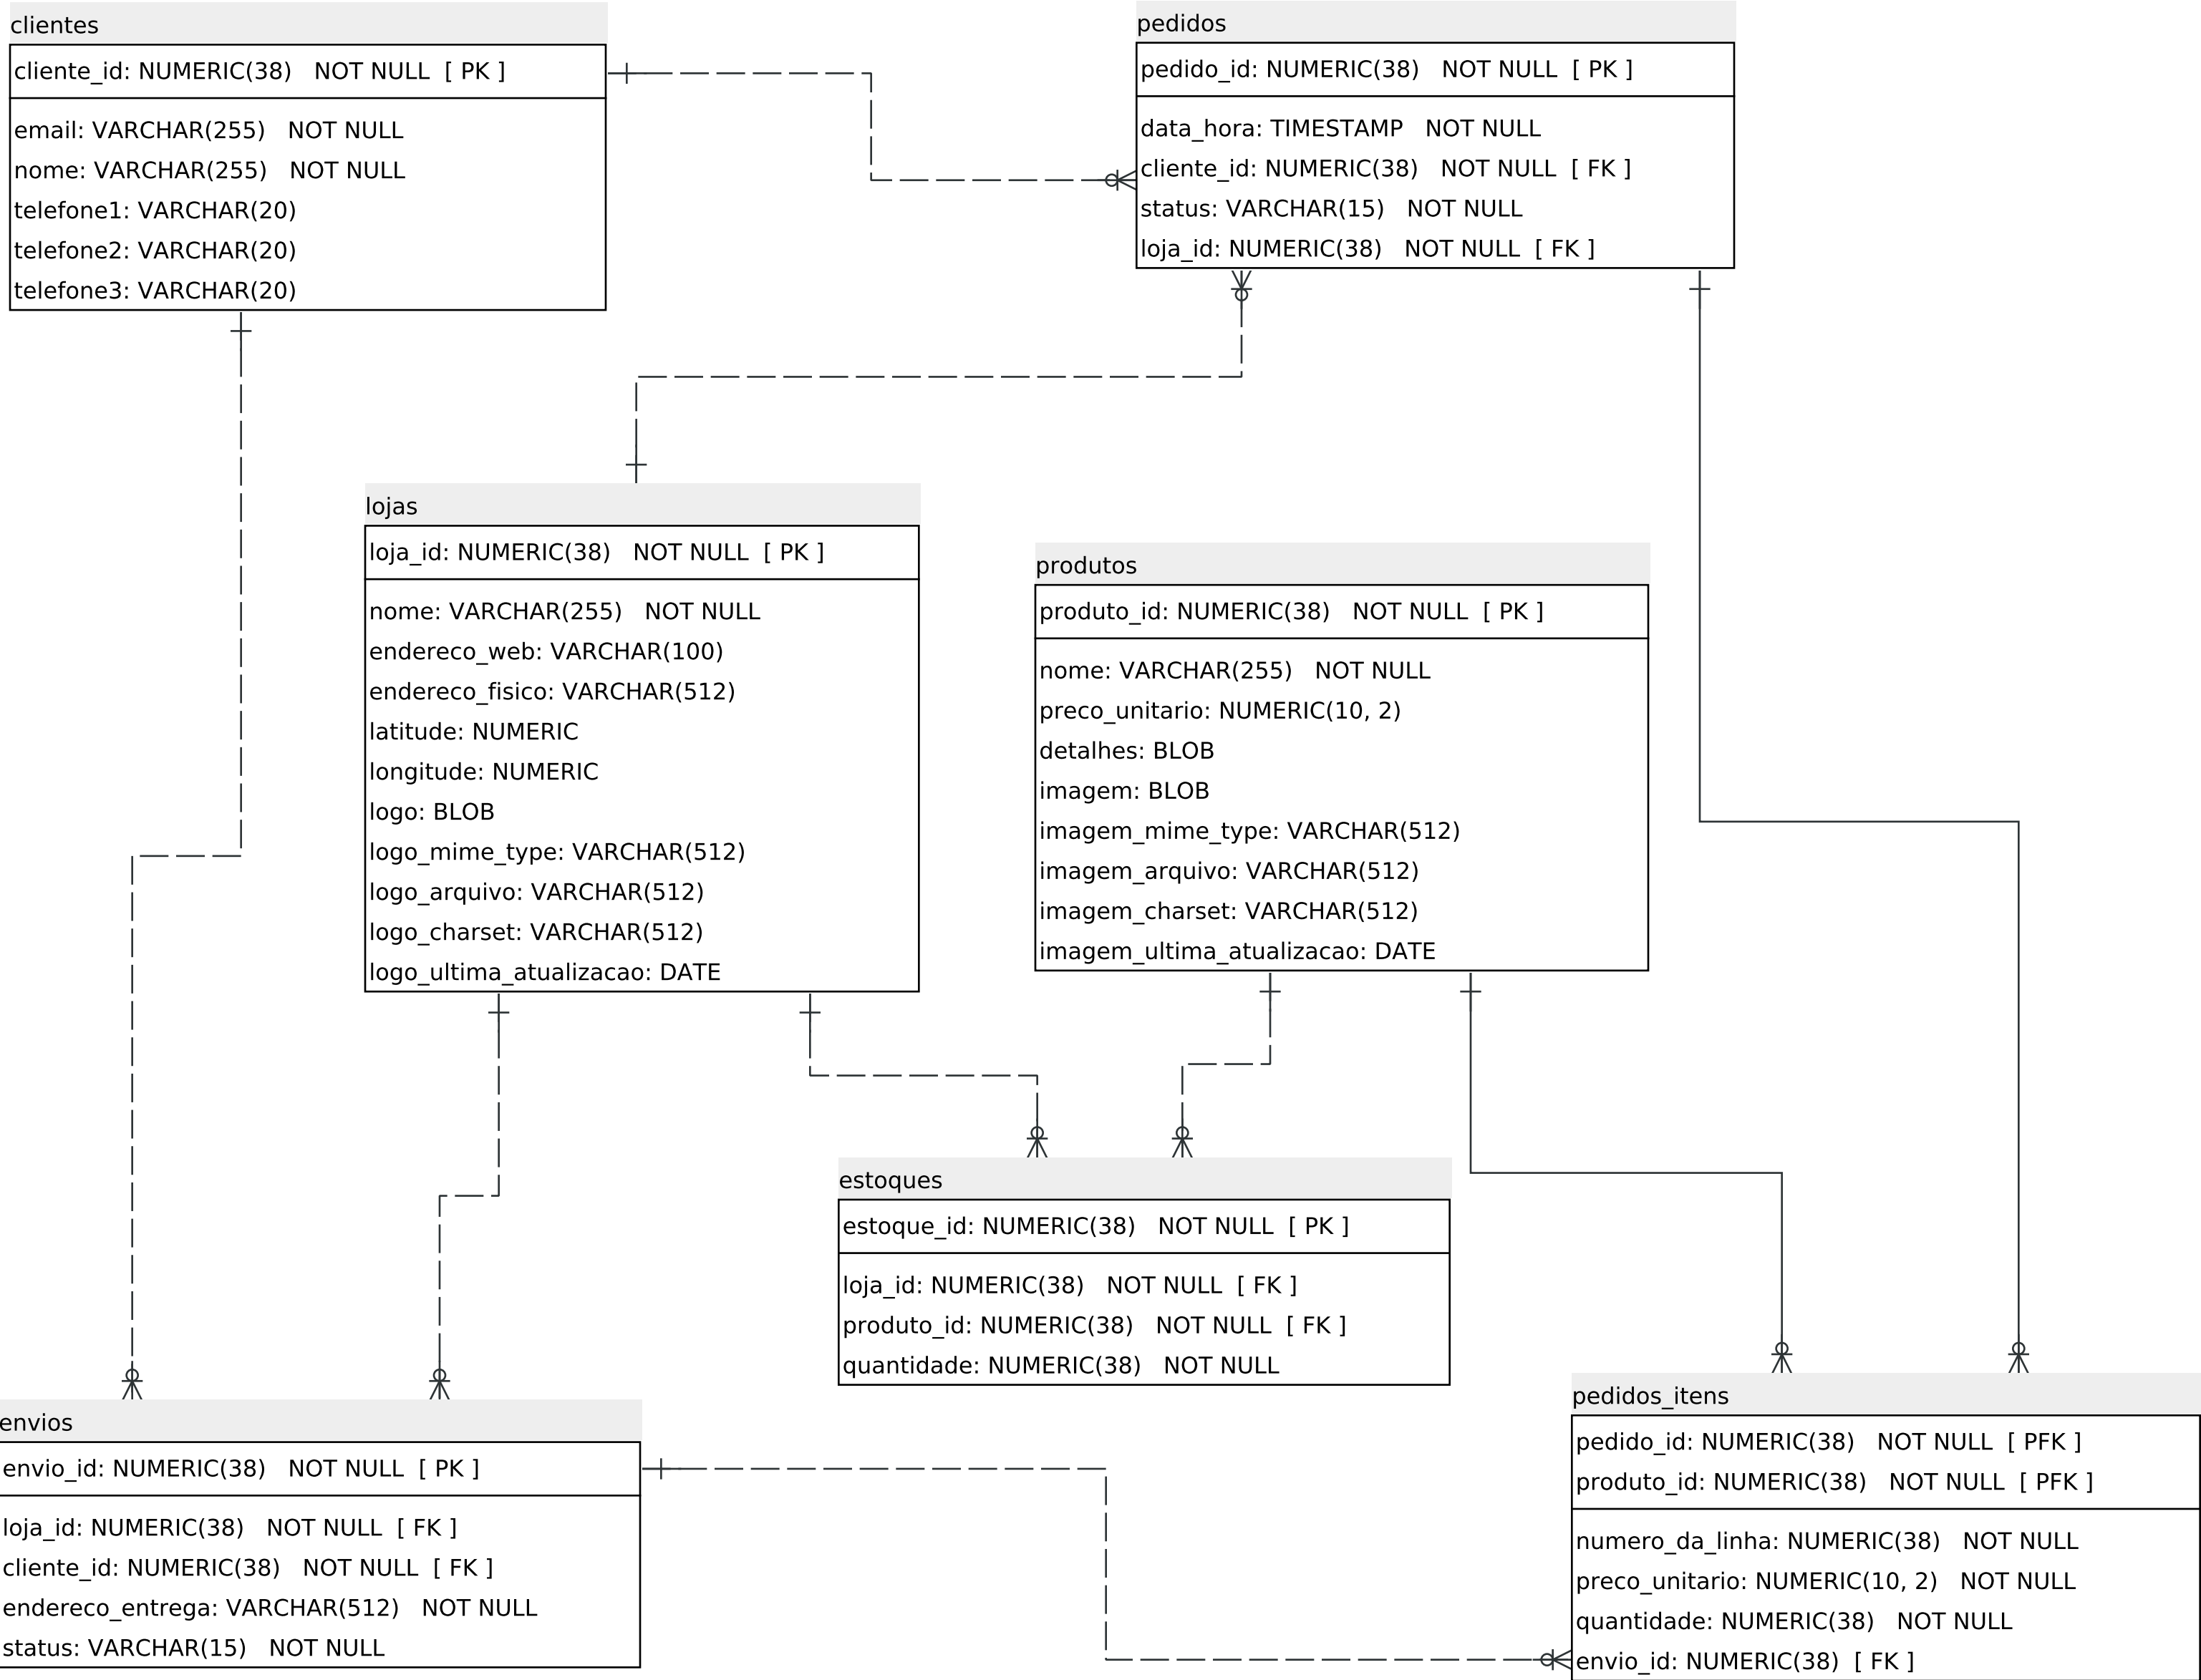 clientes
cliente_id: NUMERIC(38) NOT NULL [ PK ]
email: VARCHAR(255) NOT NULL
nome: VARCHAR(255) NOT NULL
telefone1: VARCHAR(20)
telefone2: VARCHAR(20)
telefone3: VARCHAR(20)
pedidos
pedido_id: NUMERIC(38) NOT NULL [ PK ]
data_hora: TIMESTAMP NOT NULL
cliente_id: NUMERIC(38) NOT NULL [ FK ]
status: VARCHAR(15) NOT NULL
loja_id: NUMERIC(38) NOT NULL [ FK ]
lojas
loja_id: NUMERIC(38) NOT NULL [ PK ]
nome: VARCHAR(255) NOT NULL
endereco_web: VARCHAR(100)
endereco_fisico: VARCHAR(512)
latitude: NUMERIC
longitude: NUMERIC
logo: BLOB
logo_mime_type: VARCHAR(512)
logo_arquivo: VARCHAR(512)
logo_charset: VARCHAR(512)
logo_ultima_atualizacao: DATE
produtos
produto_id: NUMERIC(38) NOT NULL [ PK ]
nome: VARCHAR(255) NOT NULL
preco_unitario: NUMERIC(10, 2)
detalhes: BLOB
imagem: BLOB
imagem_mime_type: VARCHAR(512)
imagem_arquivo: VARCHAR(512)
imagem_charset: VARCHAR(512)
imagem_ultima_atualizacao: DATE
estoques
estoque_id: NUMERIC(38) NOT NULL [ PK ]
loja_id: NUMERIC(38) NOT NULL [ FK ]
produto_id: NUMERIC(38) NOT NULL [ FK ]
quantidade: NUMERIC(38) NOT NULL
envios
envio_id: NUMERIC(38) NOT NULL [ PK ]
loja_id: NUMERIC(38) NOT NULL [ FK ]
cliente_id: NUMERIC(38) NOT NULL [ FK ]
endereco_entrega: VARCHAR(512) NOT NULL
status: VARCHAR(15) NOT NULL
pedidos_itens
pedido_id: NUMERIC(38) NOT NULL [ PFK ]
produto_id: NUMERIC(38) NOT NULL [ PFK ]
numero_da_linha: NUMERIC(38) NOT NULL
preco_unitario: NUMERIC(10, 2) NOT NULL
quantidade: NUMERIC(38) NOT NULL
envio_id: NUMERIC(38) [ FK ]